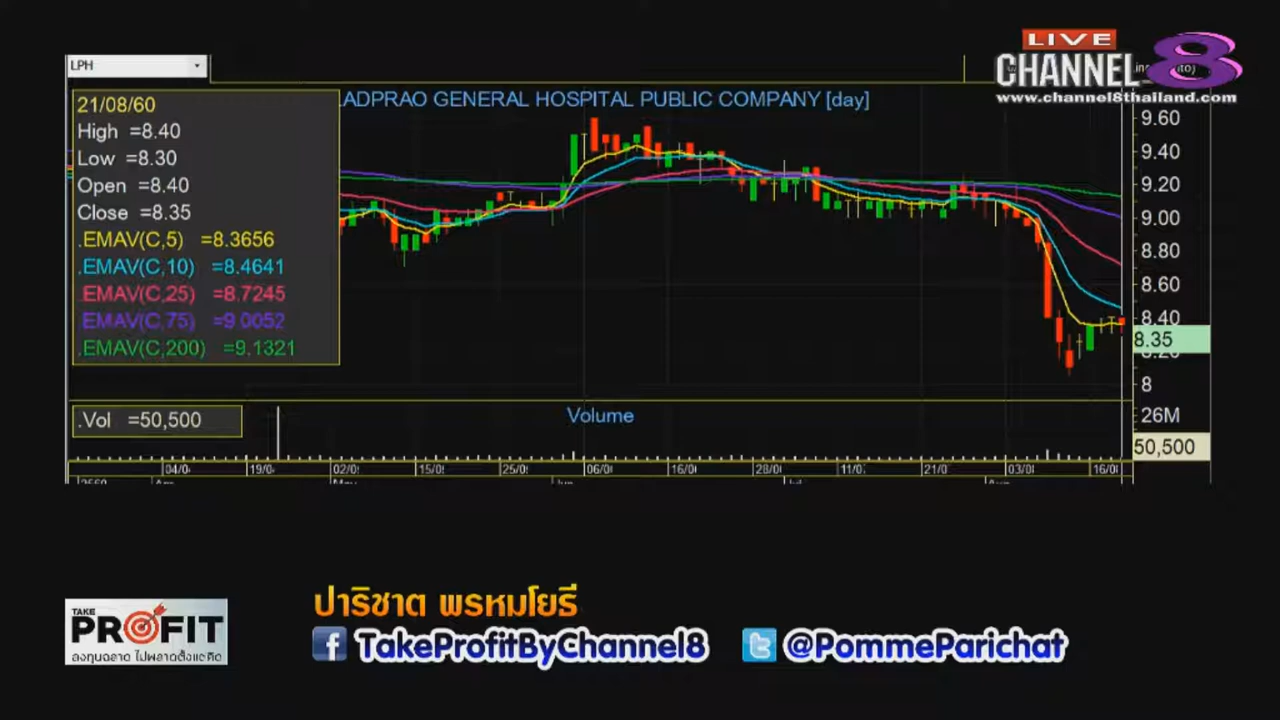 LIVE
CHANNEL 8
www.channel8thailand.com
LPH
21/08/60
High =8.40
Low =8.30
Open =8.40
Close =8.35
.EMAV(C,5) =8.3656
.EMAV(C,10) =8.4641
.EMAV(C,25) =8.7245
.EMAV(C,75) =9.0052
.EMAV(C,200) =9.1321
LADPRAO GENERAL HOSPITAL PUBLIC COMPANY [day]
9.60
9.40
9.20
9.00
8.80
8.60
8.40
8.35
8.20
8
.Vol =50,500
Volume
26M
50,500
04/0 19/0 02/0 15/0 25/0 06/0 16/0 28/0 11/0 21/0 03/0 16/0
TAKE
PROFIT
ลงทุนฉลาด ไม่พลาดตั้งแต่คิด
ปาริชาต พรหมโยธี
TakeProfitByChannel8 @PommeParichat